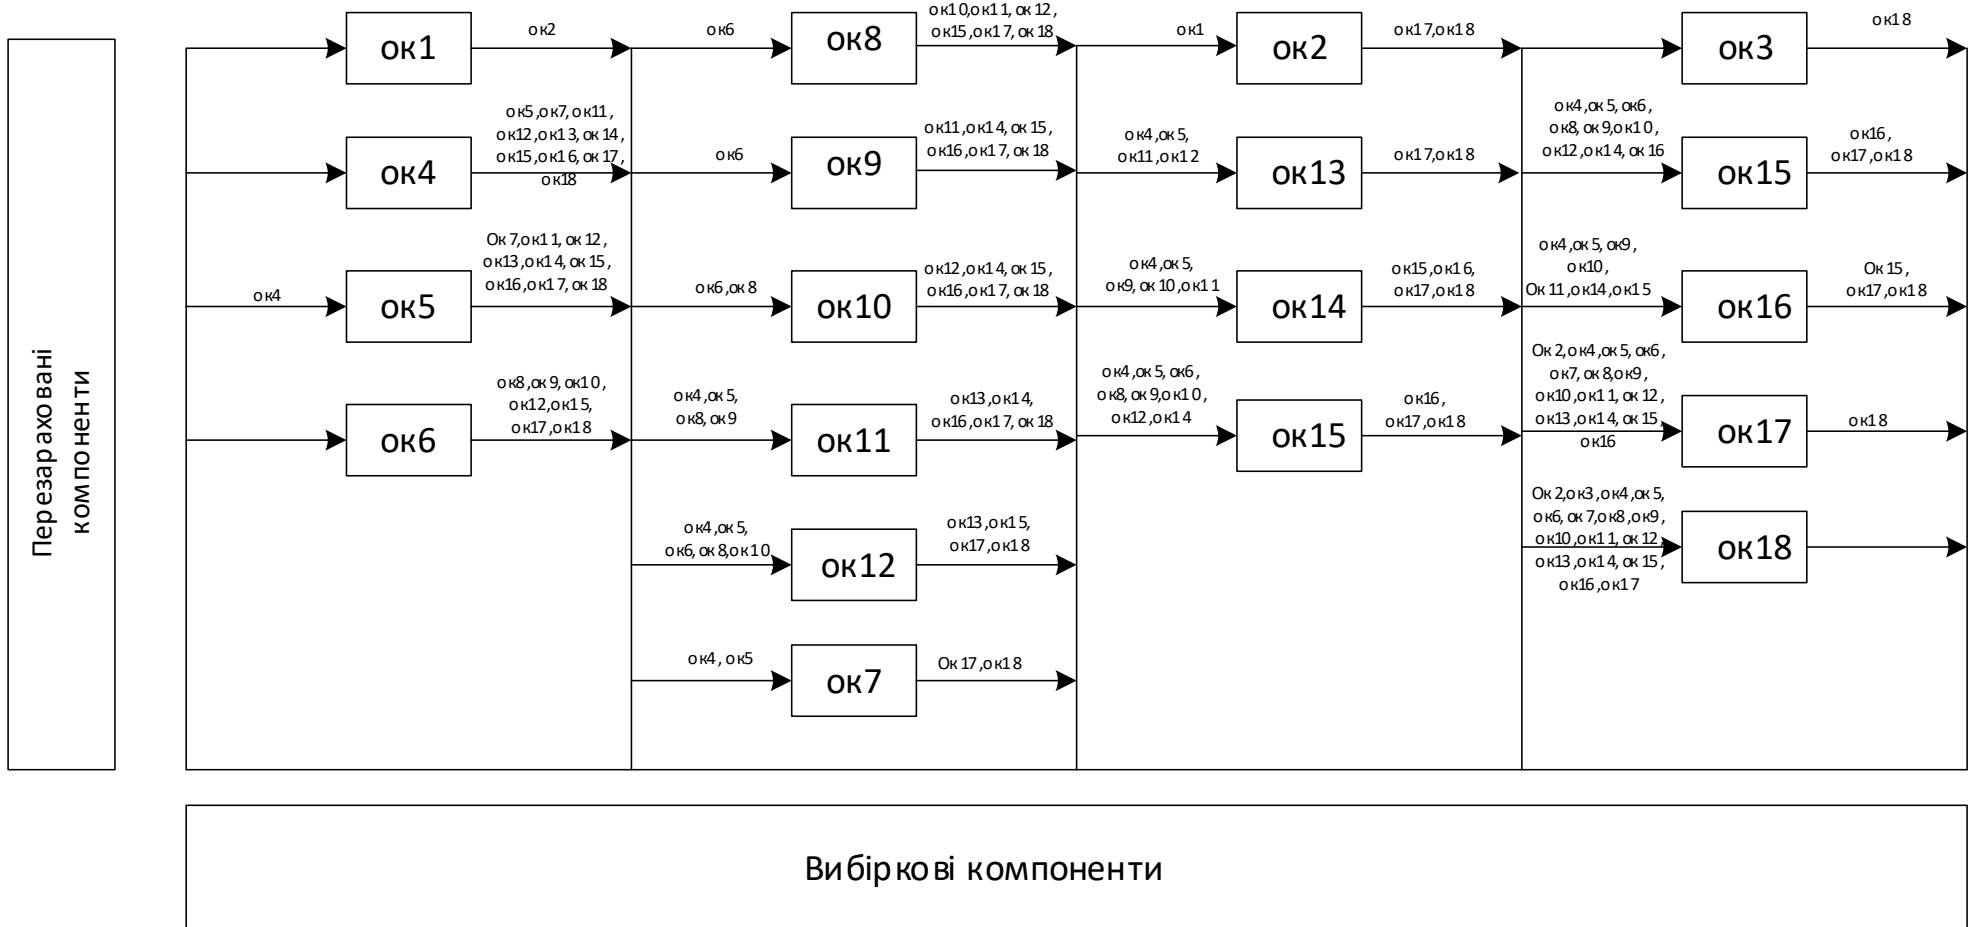 Перезараховані
компоненти
ок1
ок2
ок4
ок5,ок7,ок11,
ок12,ок13,ок14,
ок15,ок16,ок17,
ок18
ок4
ок5
Ок7,ок11,ок12,
ок13,ок14,ок15,
ок16,ок17,ок18
ок6
ок8,ок9,ок10,
ок12,ок15,
ок17,ок18
ок6
ок8
ок10,ок11,ок12,
ок15,ок17,ок18
ок6
ок9
ок11,ок14,ок15,
ок16,ок17,ок18
ок6,ок8
ок10
ок12,ок14,ок15,
ок16,ок17,ок18
ок4,ок5,
ок8,ок9
ок11
ок13,ок14,
ок16,ок17,ок18
ок4,ок5,
ок6,ок8,ок10
ок12
ок13,ок15,
ок17,ок18
ок4, ок5
ок7
Ок17,ок18
ок1
ок2
ок17,ок18
ок4,ок5,
ок11,ок12
ок13
ок17,ок18
ок4,ок5,
ок9,ок10,ок11
ок14
ок15,ок16,
ок17,ок18
ок4,ок5,ок6,
ок8,ок9,ок10,
ок12,ок14
ок15
ок16,
ок17,ок18
ок3
ок18
ок4,ок5,ок6,
ок8,ок9,ок10,
ок12,ок14,ок16
ок15
ок16,
ок17,ок18
ок4,ок5,ок9,
ок10,
Ок11,ок14,ок15
ок16
Ок15,
ок17,ок18
Ок2,ок4,ок5,ок6,
ок7,ок8,ок9,
ок10,ок11,ок12,
ок13,ок14,ок15,
ок16
ок17
ок18
Ок2,ок3,ок4,ок5,
ок6,ок7,ок8,ок9,
ок10,ок11,ок12,
ок13,ок14,ок15,
ок16,ок17
ок18
Вибіркові компоненти